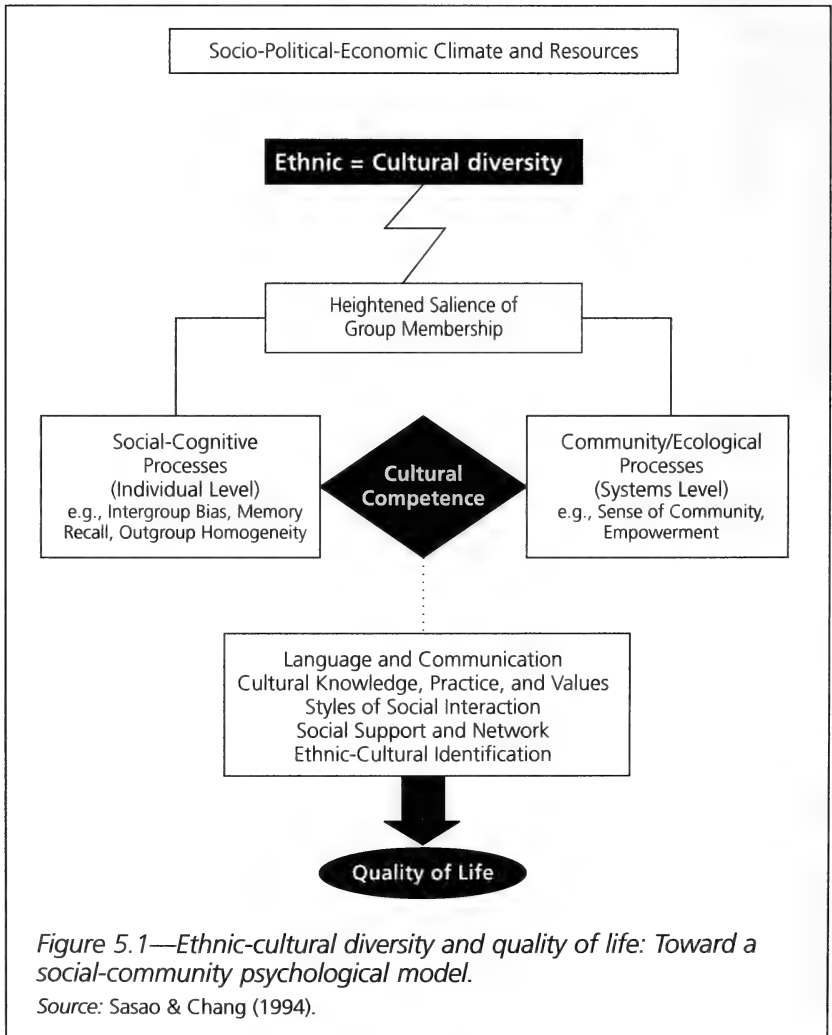 Socio-Political-Economic Climate and Resources
Ethnic = Cultural diversity
Heightened Salience of
Group Membership
Social-Cognitive
Processes
(Individual Level)
e.g., Intergroup Bias, Memory
Recall, Outgroup Homogeneity
Cultural
Competence
Community/Ecological
Processes
(Systems Level)
e.g., Sense of Community,
Empowerment
Language and Communication
Cultural Knowledge, Practice, and Values
Styles of Social Interaction
Social Support and Network
Ethnic-Cultural Identification
Quality of Life
Figure 5.1—Ethnic-cultural diversity and quality of life: Toward a
social-community psychological model.
Source: Sasao & Chang (1994).